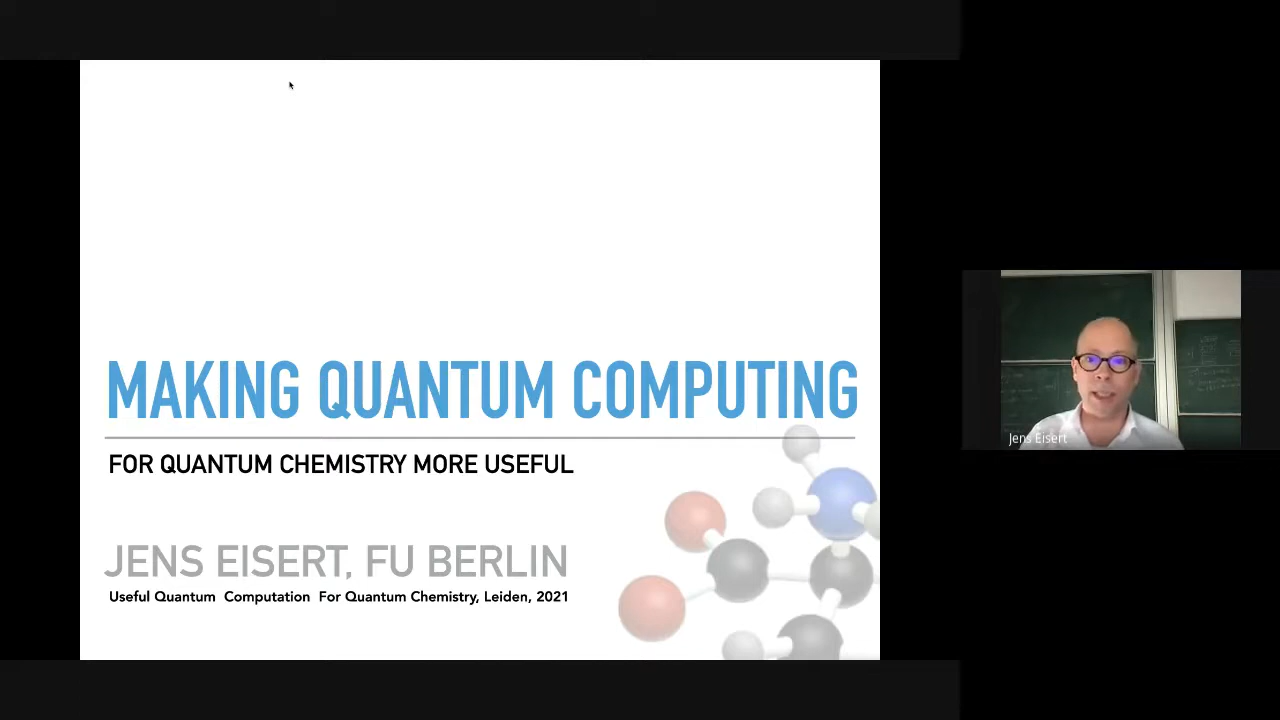 MAKING QUANTUM COMPUTING
FOR QUANTUM CHEMISTRY MORE USEFUL
JENS EISERT, FU BERLIN
Useful Quantum Computation For Quantum Chemistry, Leiden, 2021
Jens Eisert